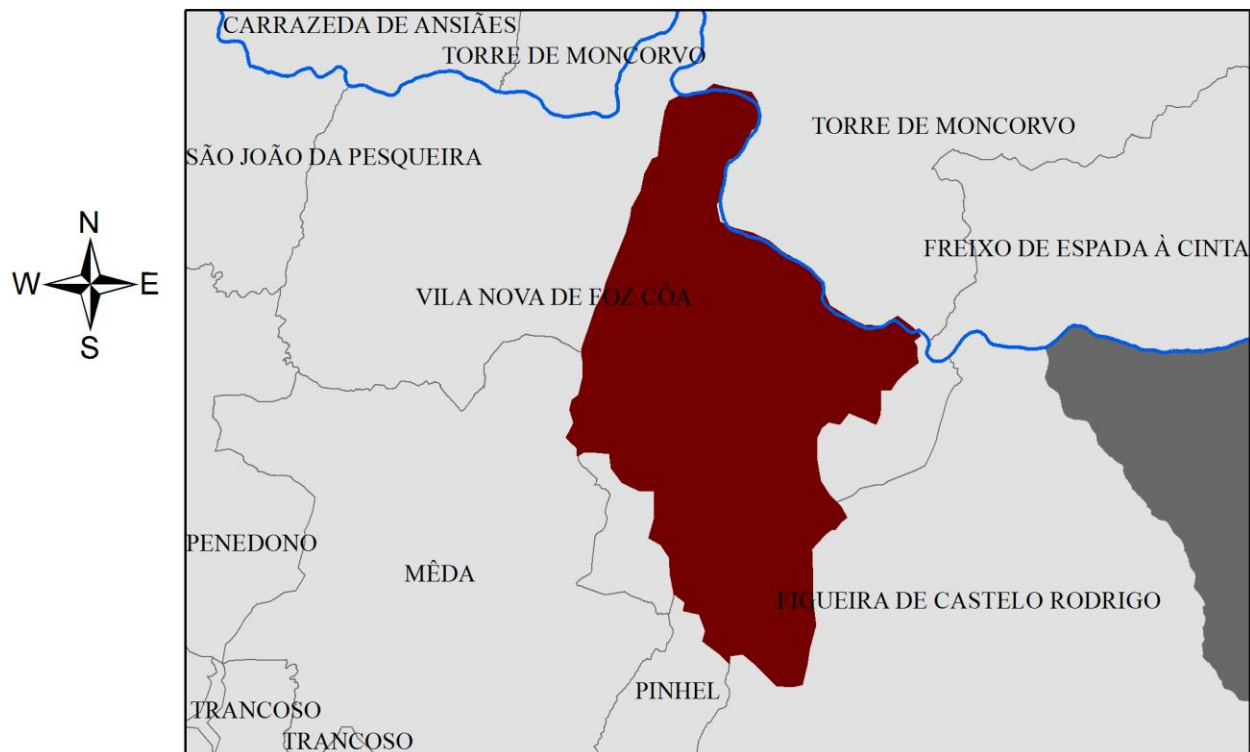 CARRAZEDA DE ANSIÃES
TORRE DE MONCORVO
TORRE DE MONCORVO
SÃO JOÃO DA PESQUEIRA
N
W E
S
FREIXO DE ESPADA À CINTA
VILA NOVA DE FOZ CÔA
PENEDONO
MÊDA
FIGUEIRA DE CASTELO RODRIGO
PINHEL
TRANCOSO
TRANCOSO